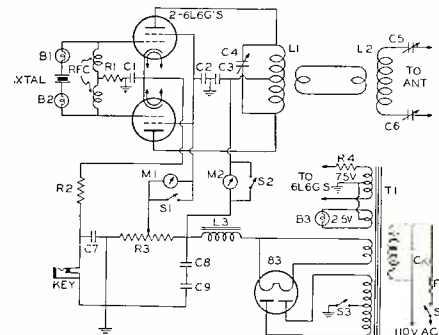 2-6L6G'S
B1
XTAL
B2
RFC
R1
C1
C2
C3
C4
L1
L2
C5
TO
ANT
C6
R2
M1
S1
M2
S2
R4
TO
6L6G'S
75V
T1
B3
2.5V
L3
C7
R3
C8
83
C9
KEY
S3
C
F
S
110V AC